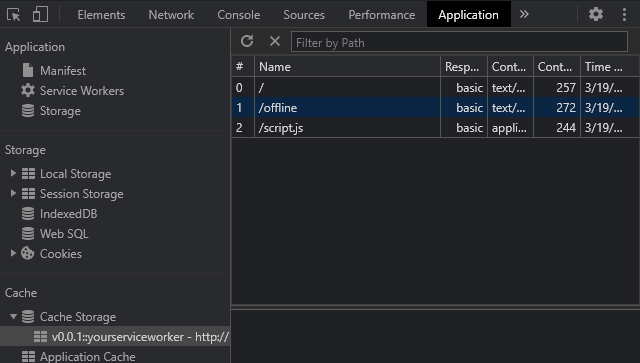 Elements Network Console Sources Memory Application »
Application
Manifest
Service Workers
Storage
Storage
Local Storage
Session Storage
IndexedDB
Web SQL
Cookies
Cache
Cache Storage
v0.0.1::yourserviceworker - http://
Application Cache
Filter by Path
# Name Resp... Cont... Cont... Time ...
0 / basic text/... 257 3/19/...
1 /offline basic text/... 272 3/19/...
2 /script.js basic appli... 244 3/19/...